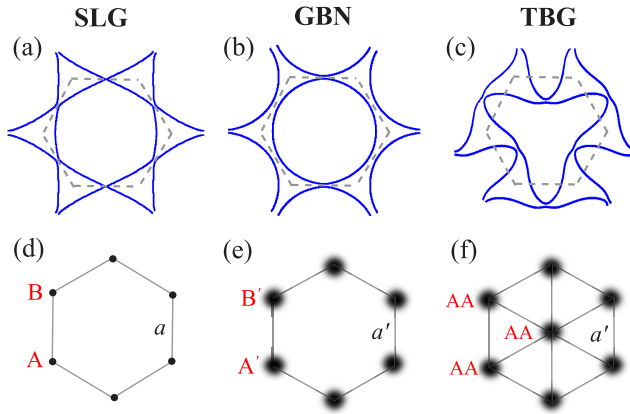 SLG GBN TBG
(a) (b) (c)
(d) (e) (f)
B B′ AA
a a′ AA a′
A A′ AA